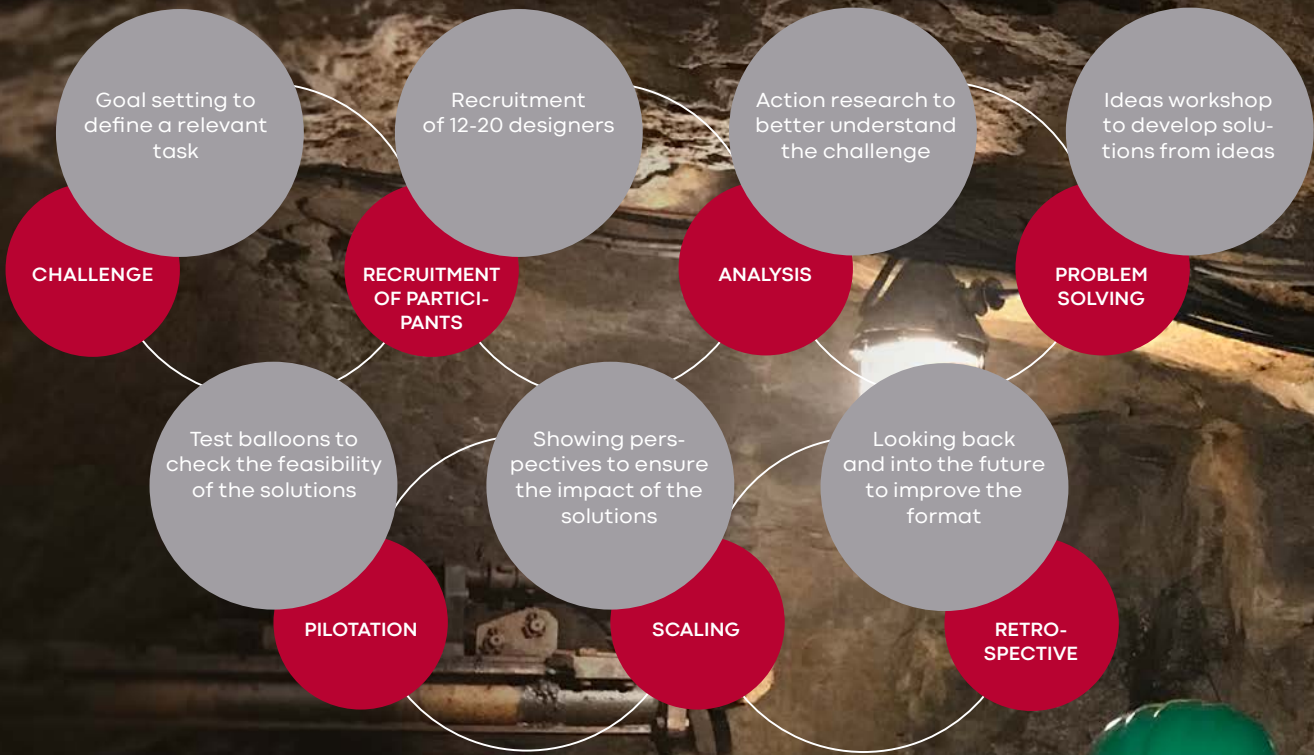 Goal setting to
define a relevant
task
CHALLENGE
Recruitment
of 12-20 designers
RECRUITMENT
OF PARTICI-
PANTS
Action research to
better understand
the challenge
ANALYSIS
Ideas workshop
to develop solu-
tions from ideas
PROBLEM
SOLVING
Test balloons to
check the feasibility
of the solutions
PILOTATION
Showing pers-
pectives to ensure
the impact of the
solutions
SCALING
Looking back
and into the future
to improve the
format
RETRO-
SPECTIVE